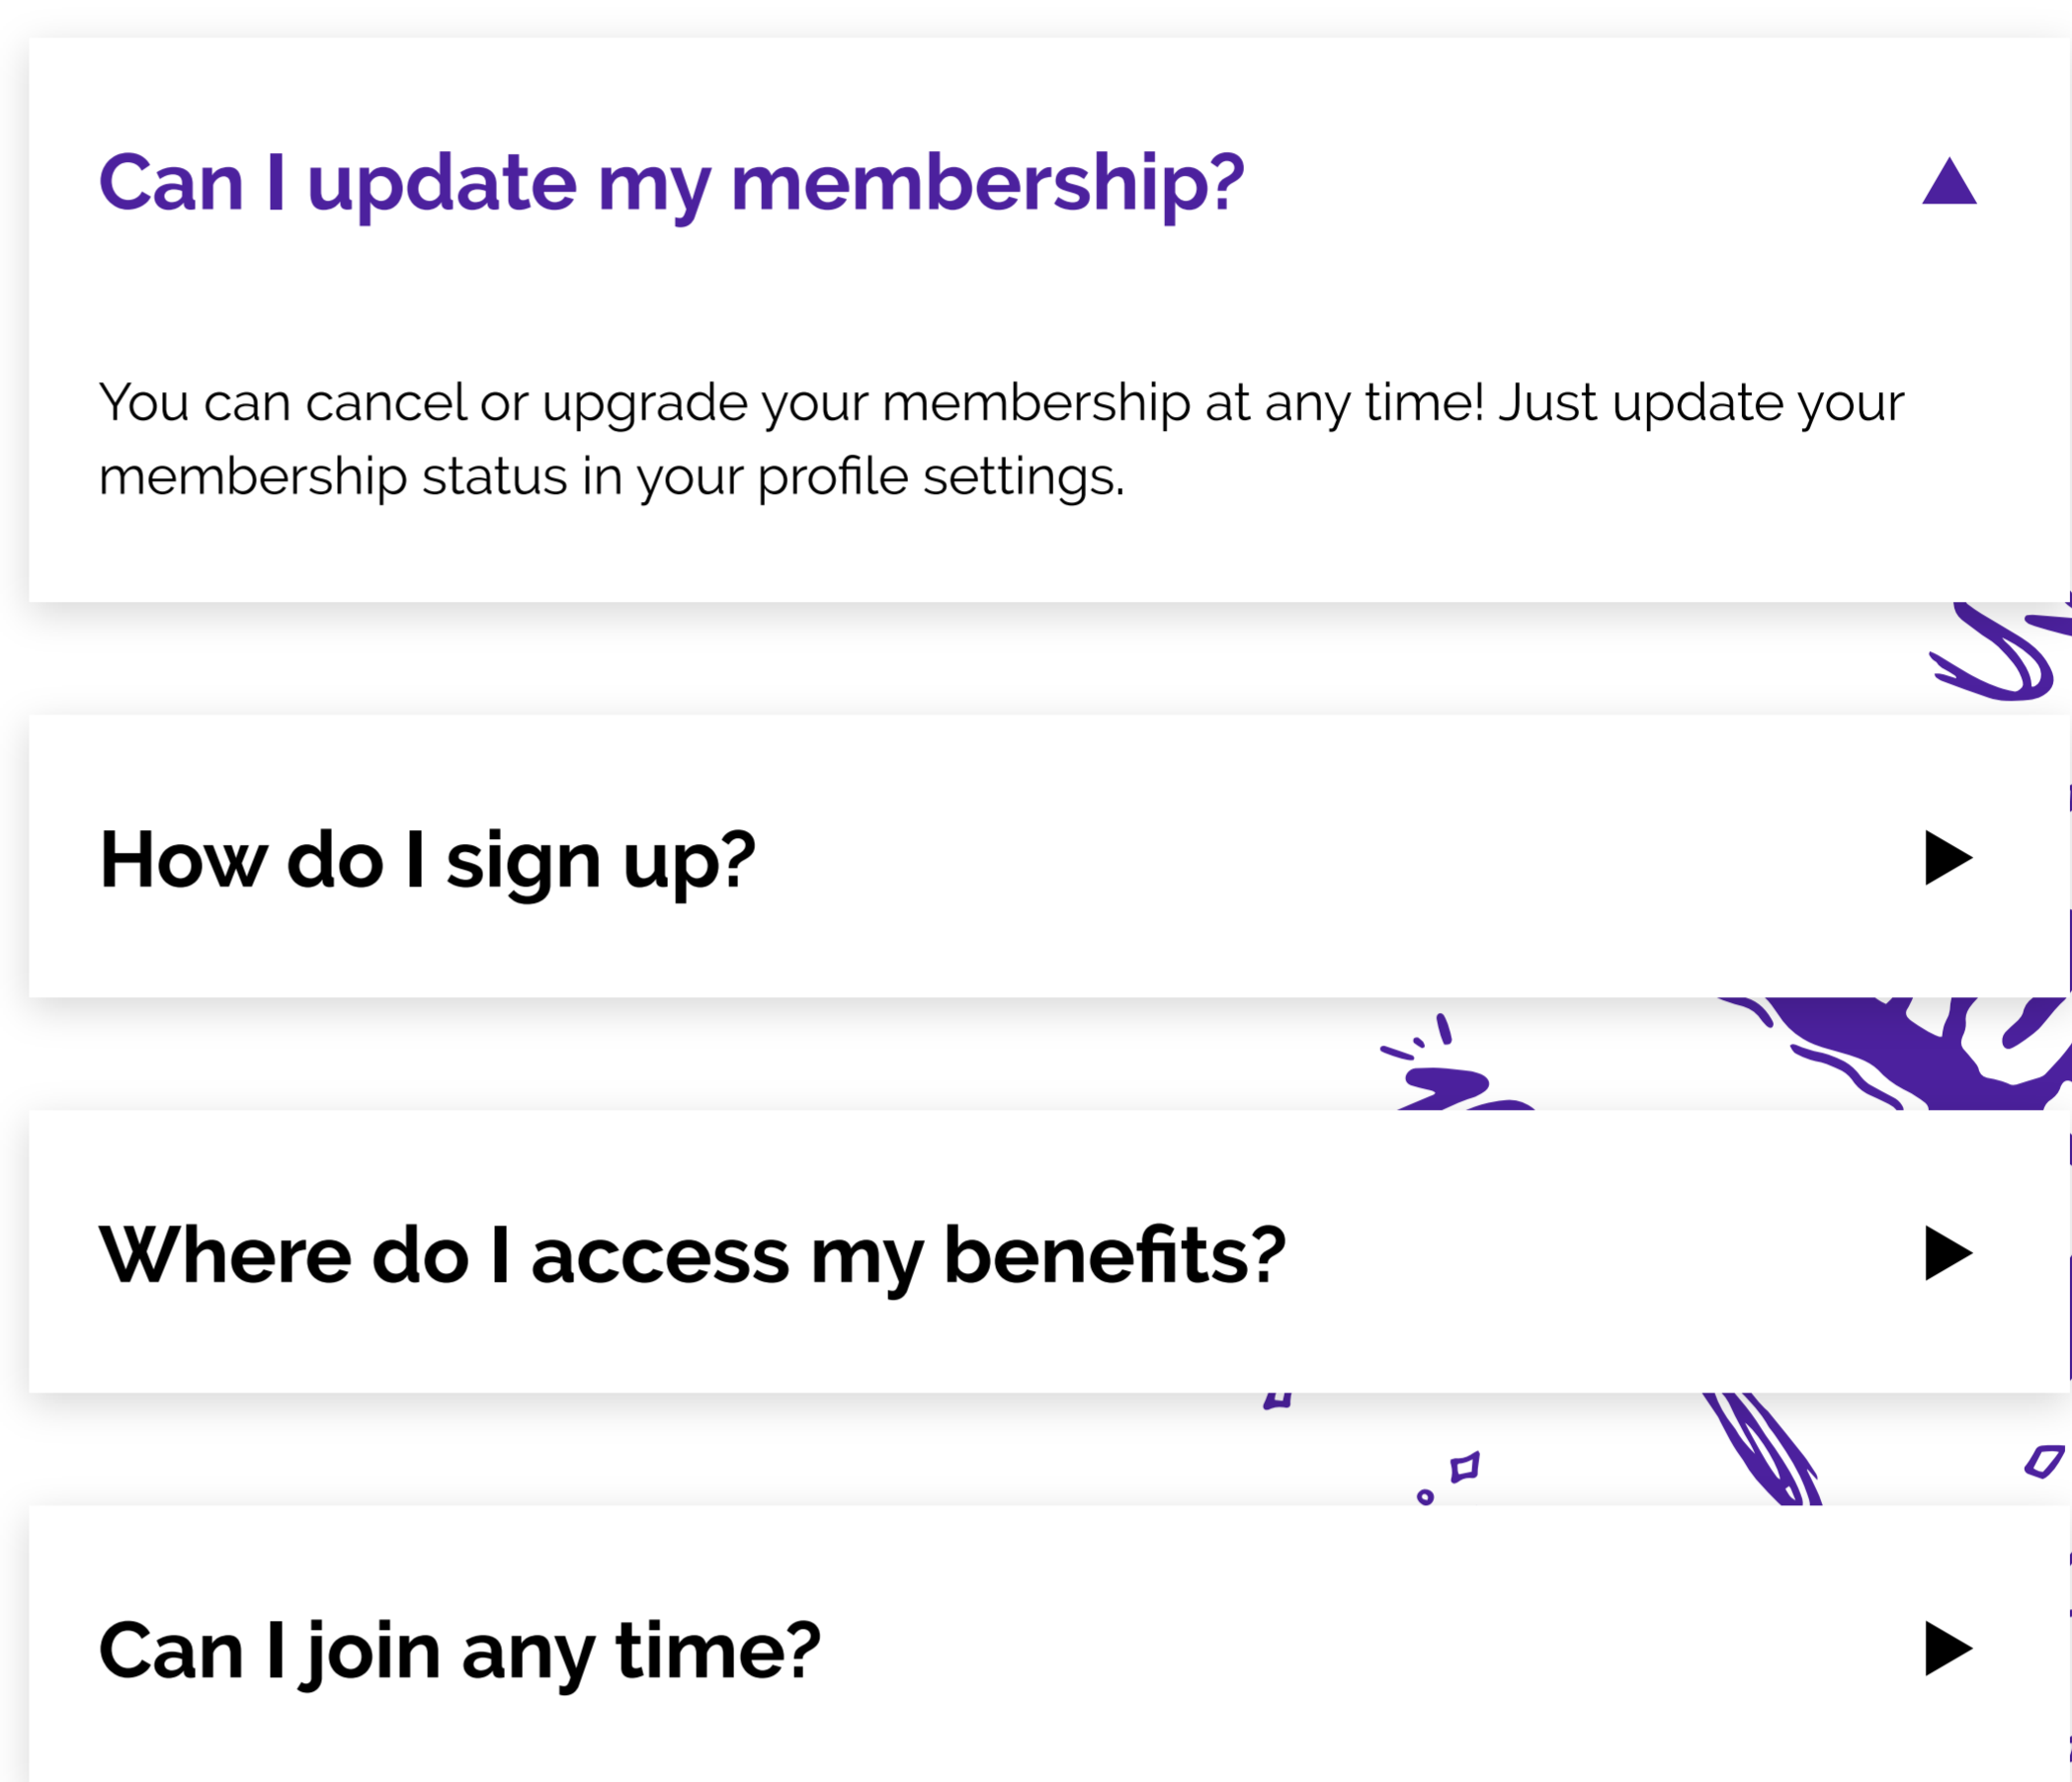 Can I update my membership?
You can cancel or upgrade your membership at any time! Just update your
membership status in your profile settings.
How do I sign up?
Where do I access my benefits?
Can I join any time?